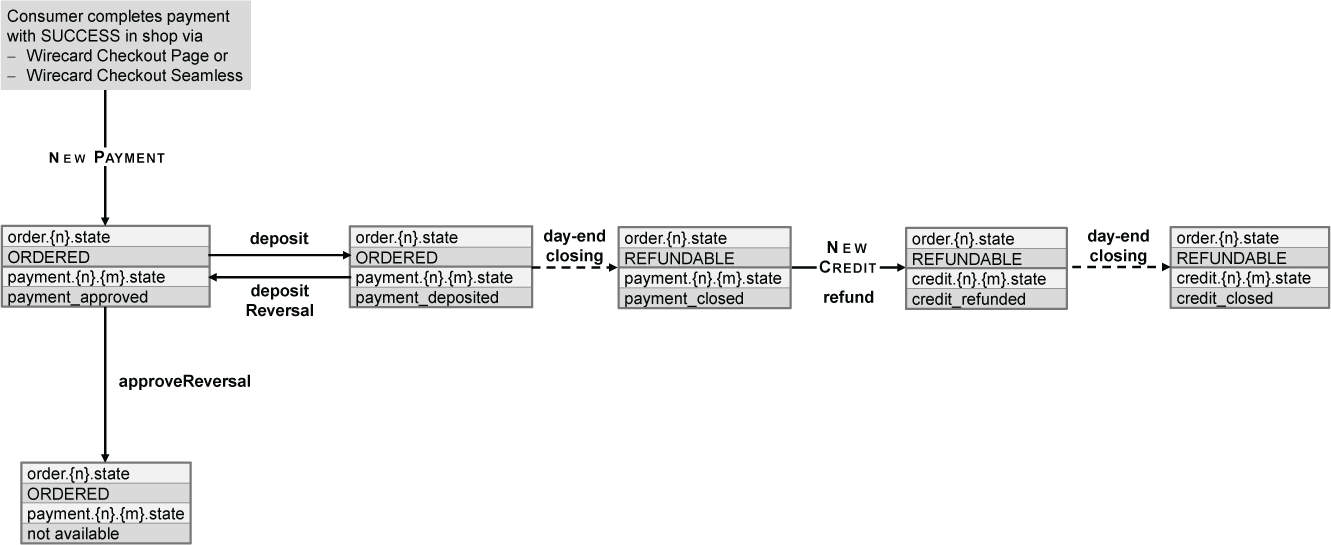 Consumer completes payment
with SUCCESS in shop via
– Wirecard Checkout Page or
– Wirecard Checkout Seamless
NEW PAYMENT
order.{n}.state
ORDERED
payment.{n}.{m}.state
payment_approved
deposit
deposit
Reversal
order.{n}.state
ORDERED
payment.{n}.{m}.state
payment_deposited
day-end
closing
order.{n}.state
REFUNDABLE
payment.{n}.{m}.state
payment_closed
NEW
CREDIT
refund
order.{n}.state
REFUNDABLE
credit.{n}.{m}.state
credit_refunded
day-end
closing
order.{n}.state
REFUNDABLE
credit.{n}.{m}.state
credit_closed
approveReversal
order.{n}.state
ORDERED
payment.{n}.{m}.state
not available